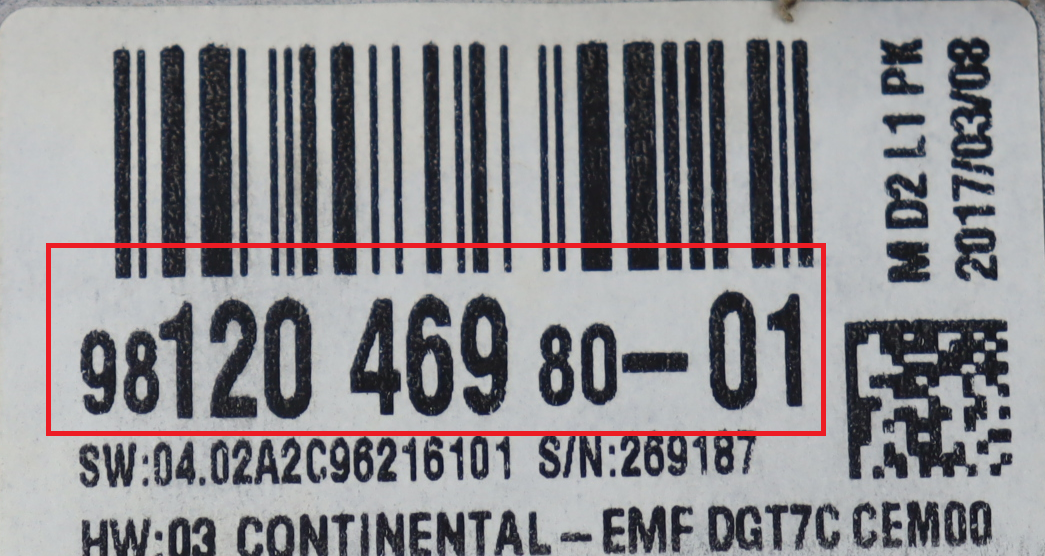 98120 469 80-01
SW:04.02A2C96216101 S/N:269187
HW:03 CONTINENTAL-EMF DGT7C CEM00
MD2 L1 PK
2017/03/08